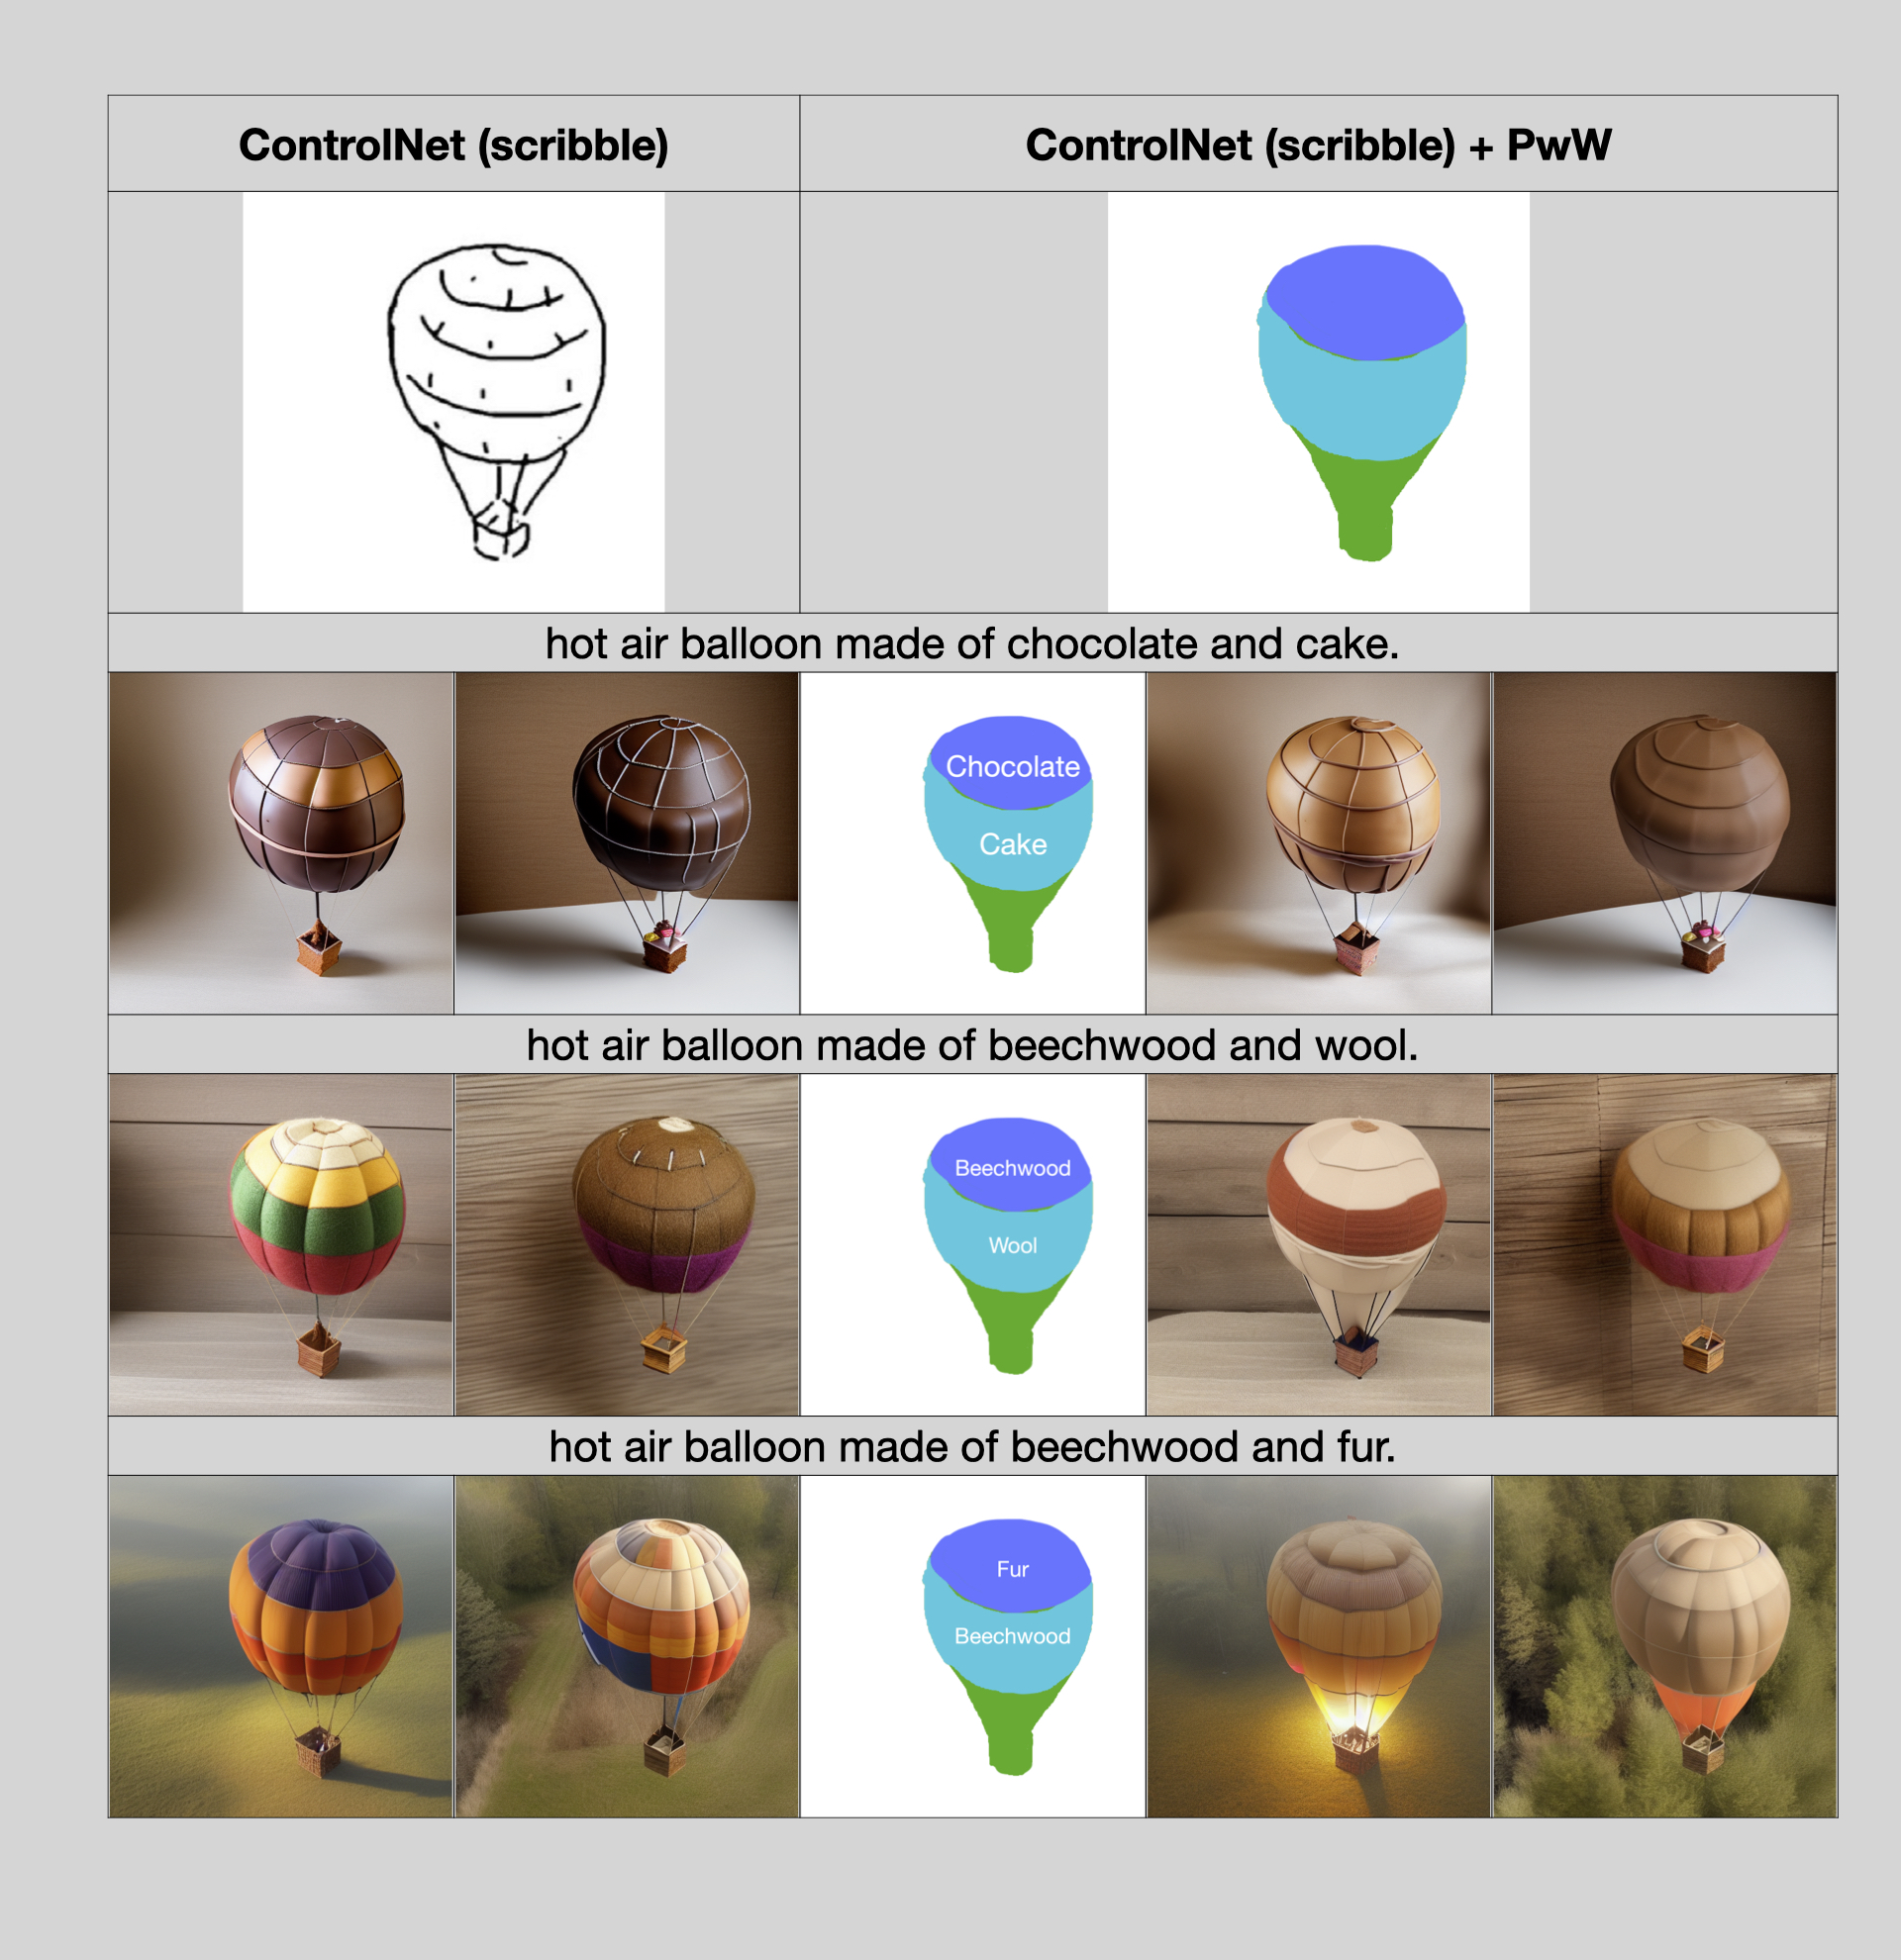 ControlNet (scribble)
ControlNet (scribble) + PwW
hot air balloon made of chocolate and cake.
Chocolate
Cake
hot air balloon made of beechwood and wool.
Beechwood
Wool
hot air balloon made of beechwood and fur.
Fur
Beechwood